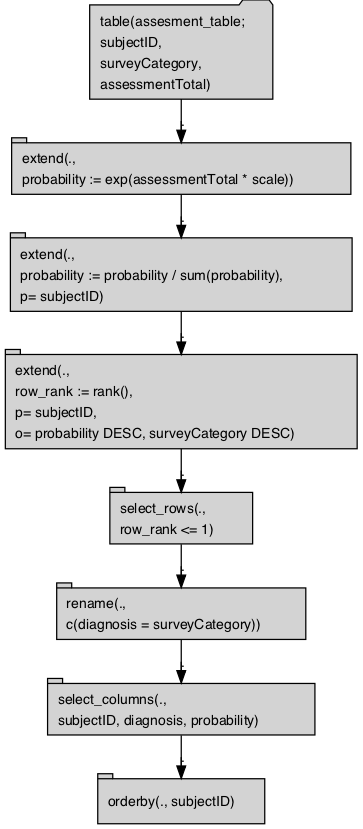 table(assesment_table;
subjectID,
surveyCategory,
assessmentTotal)
extend(.,
probability := exp(assessmentTotal * scale))
extend(.,
probability := probability / sum(probability),
p= subjectID)
extend(.,
row_rank := rank(),
p= subjectID,
o= probability DESC, surveyCategory DESC)
select_rows(.,
row_rank <= 1)
rename(.,
c(diagnosis = surveyCategory))
select_columns(.,
subjectID, diagnosis, probability)
orderby(., subjectID)